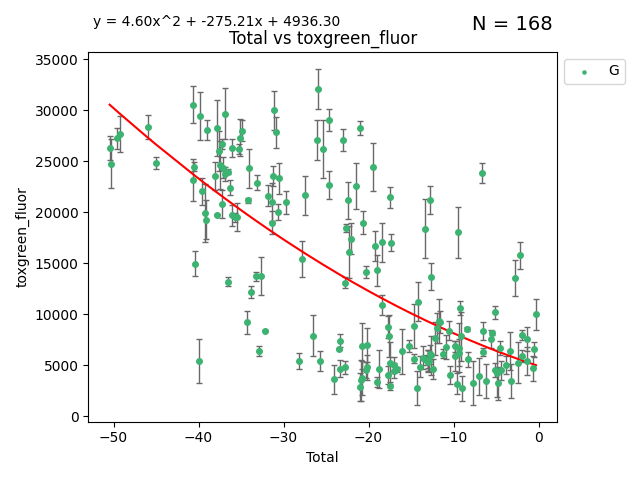 y = 4.60x^2 + -275.21x + 4936.30
N = 168
Total vs toxgreen_fluor
35000
30000
25000
20000
15000
10000
5000
0
toxgreen_fluor
−50
−40
−30
−20
−10
0
Total
G